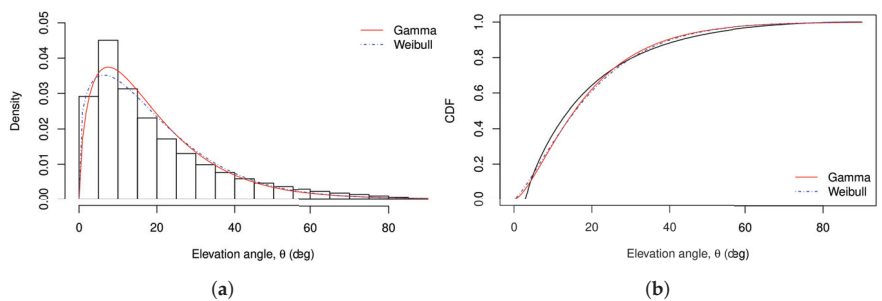 0.05
0.04
0.03
0.02
0.01
0.00
Density
Gamma
Weibull
0 20 40 60 80
Elevation angle, θ (deg)
(a)
1.0
0.8
0.6
0.4
0.2
0.0
CDF
Gamma
Weibull
0 20 40 60 80
Elevation angle, θ (deg)
(b)